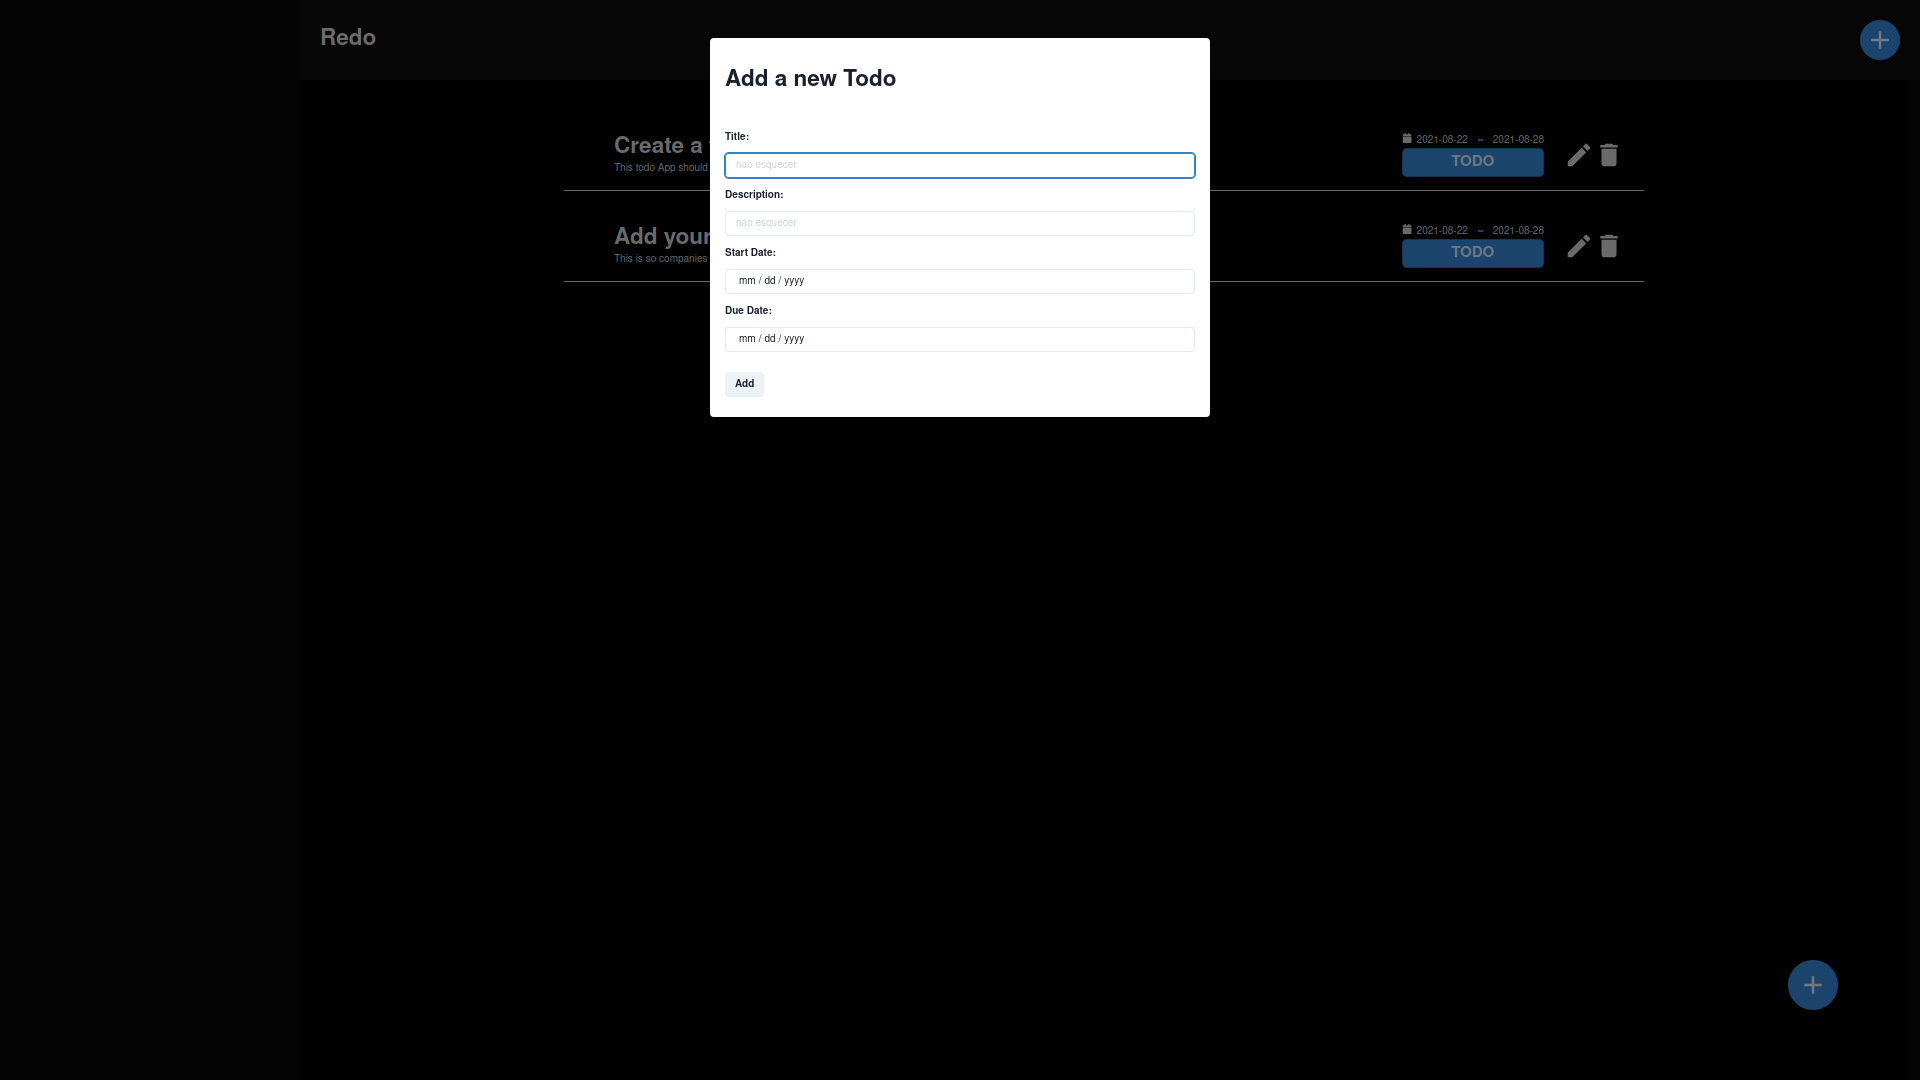 Redo
Add a new Todo
Title:
nao esquecer
Description:
nao esquecer
Start Date:
mm / dd / yyyy
Due Date:
mm / dd / yyyy
Add
Create a
This todo App should
2021-08-22 - 2021-08-28
TODO
Add your
This is so companies
2021-08-22 - 2021-08-28
TODO